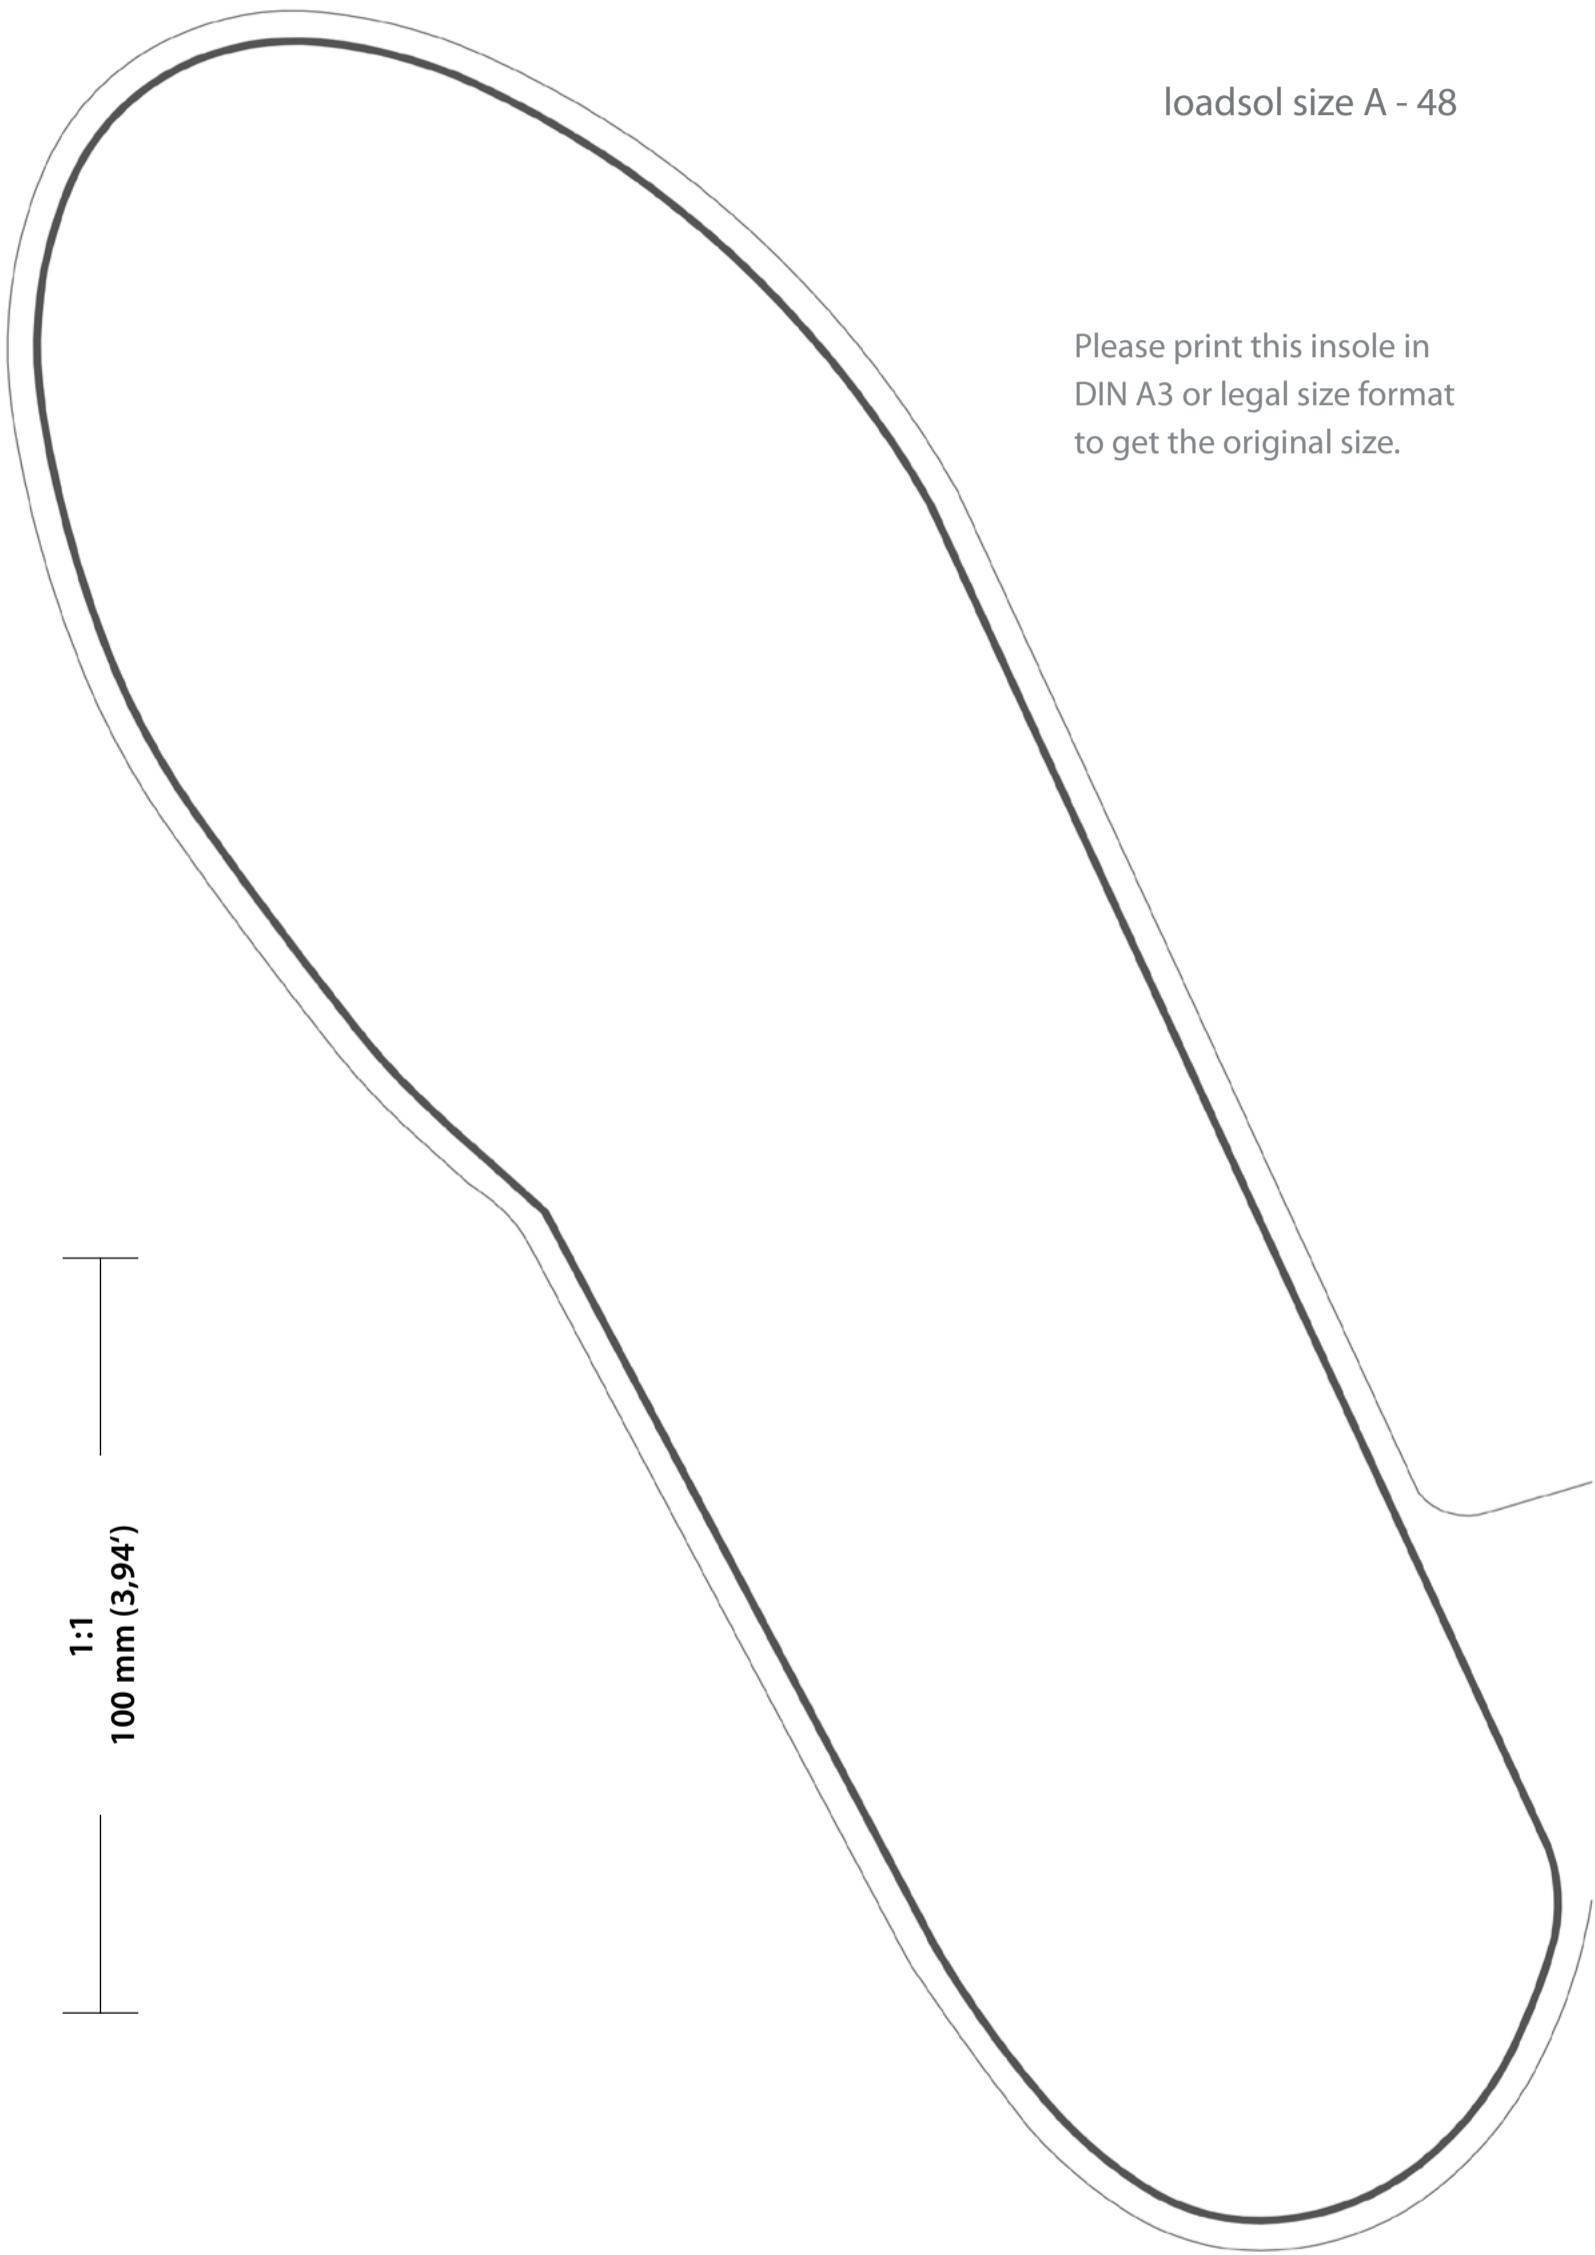 loadsol size A - 48
Please print this insole in
DIN A3 or legal size format
to get the original size.
1:1
100 mm (3,94‘)